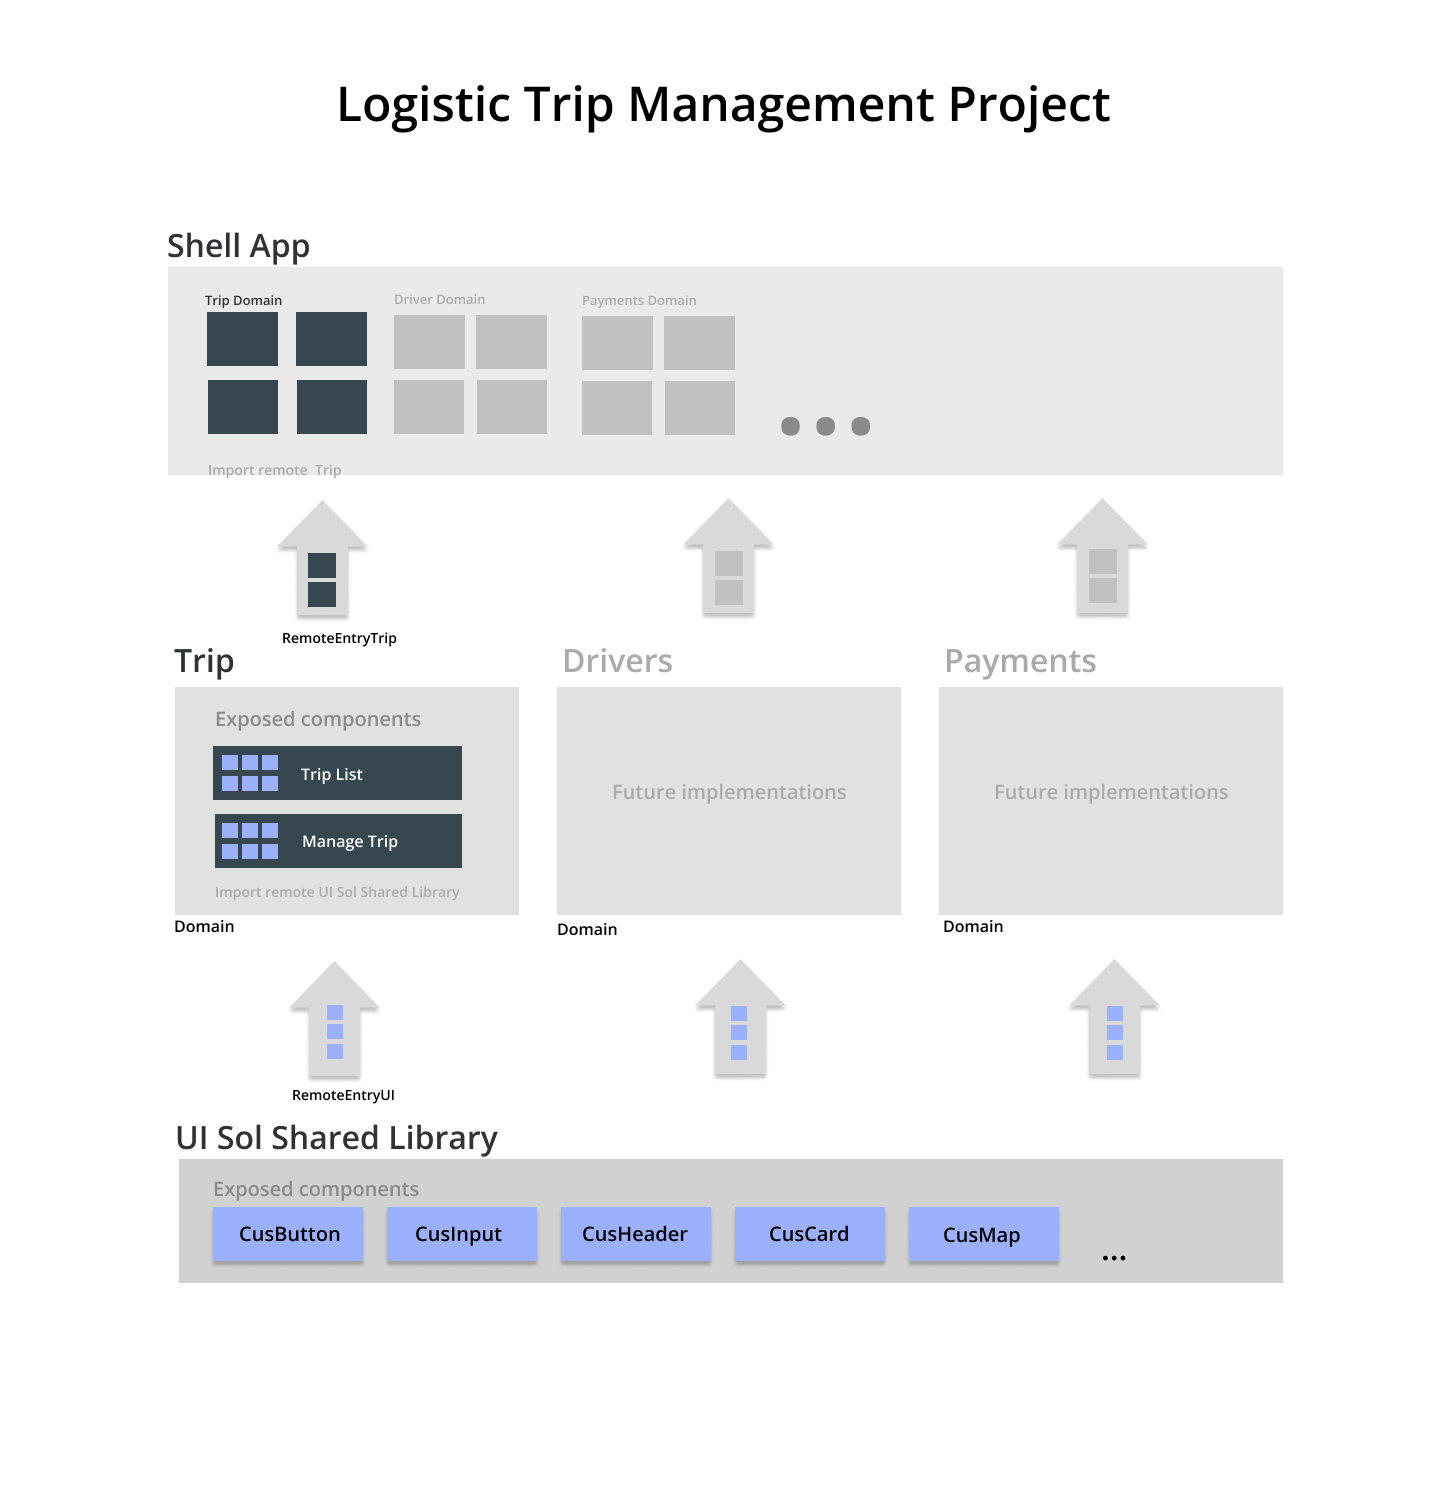 Logistic Trip Management Project
Shell App
Trip Domain
Driver Domain
Payments Domain
Import remote  Trip
RemoteEntryTrip
Trip
Drivers
Payments
Exposed components
Trip List
Manage Trip
Import remote UI Sol Shared Library
Future implementations
Future implementations
Domain
Domain
Domain
RemoteEntryUI
UI Sol Shared Library
Exposed components
CusButton
CusInput
CusHeader
CusCard
CusMap
...